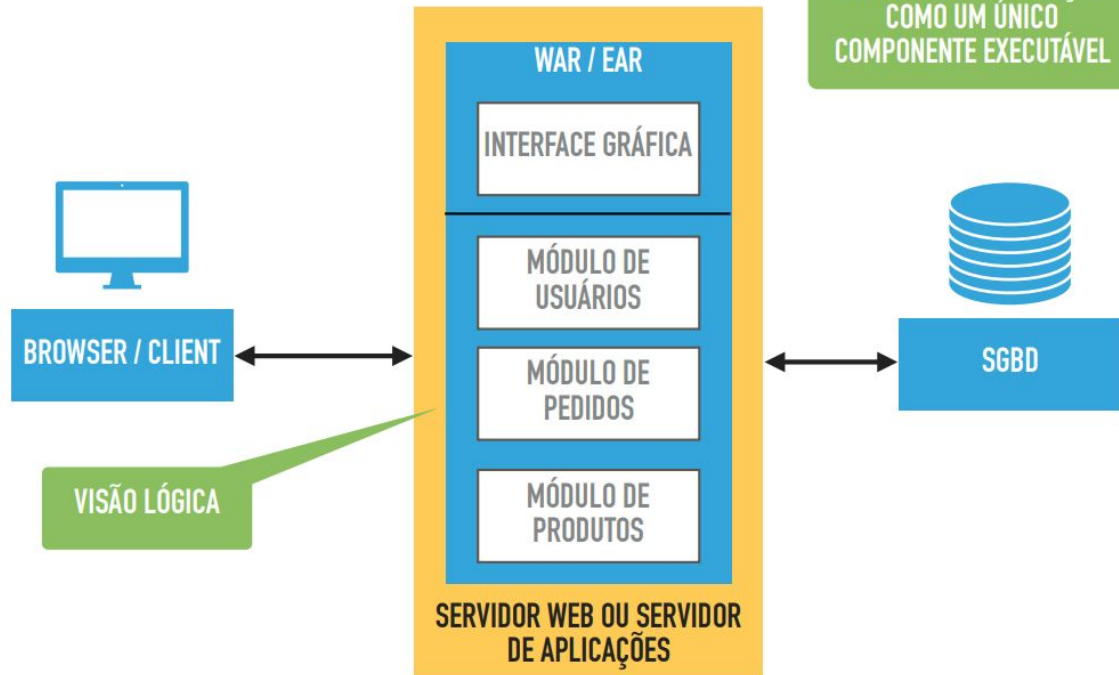 COMO UM ÚNICO
COMPONENTE EXECUTÁVEL
WAR / EAR
INTERFACE GRÁFICA
MÓDULO DE
USUÁRIOS
BROWSER / CLIENT
MÓDULO DE
PEDIDOS
SGBD
VISÃO LÓGICA
MÓDULO DE
PRODUTOS
SERVIDOR WEB OU SERVIDOR
DE APLICAÇÕES